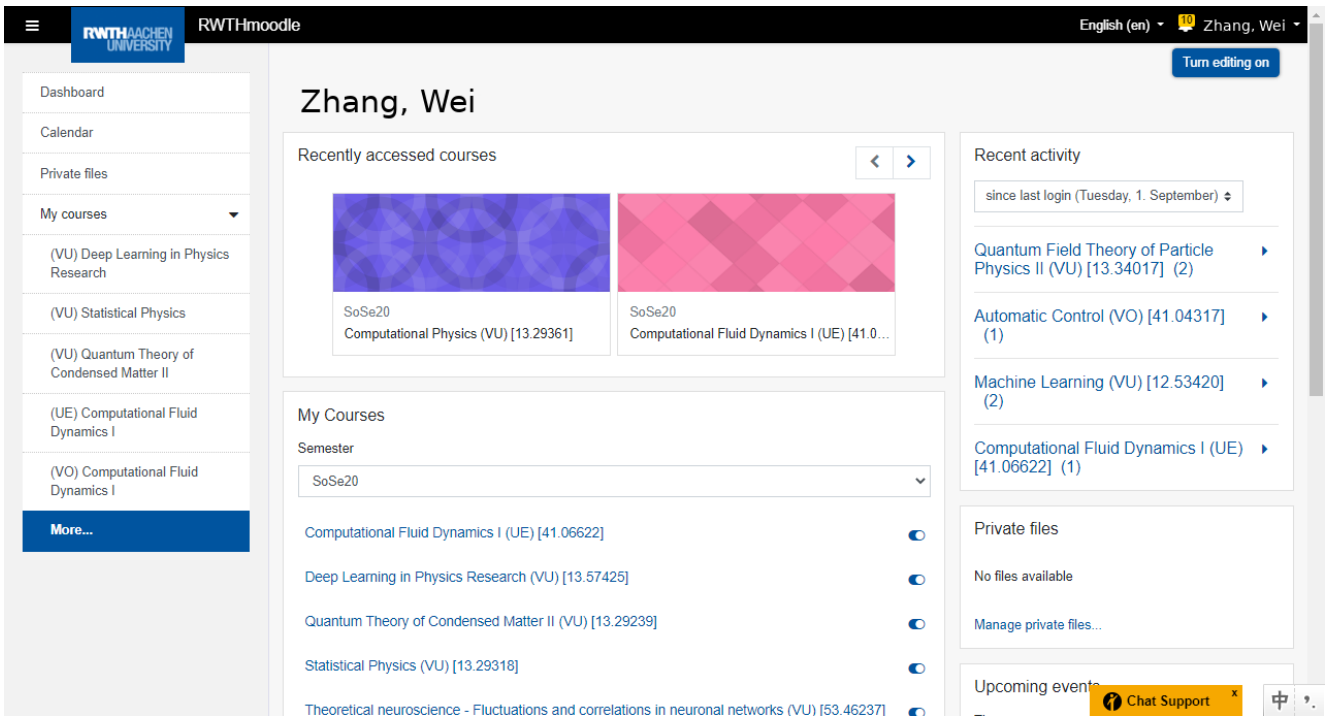 RWTHAACHEN
UNIVERSITY
RWTHmoodle
English (en)
10
Zhang, Wei
Turn editing on
Dashboard
Calendar
Private files
My courses
(VU) Deep Learning in Physics
Research
(VU) Statistical Physics
(VU) Quantum Theory of
Condensed Matter II
(UE) Computational Fluid
Dynamics I
(VO) Computational Fluid
Dynamics I
More...
Zhang, Wei
Recently accessed courses
SoSe20
Computational Physics (VU) [13.29361]
SoSe20
Computational Fluid Dynamics I (UE) [41.0...
My Courses
Semester
SoSe20
Computational Fluid Dynamics I (UE) [41.06622]
Deep Learning in Physics Research (VU) [13.57425]
Quantum Theory of Condensed Matter II (VU) [13.29239]
Statistical Physics (VU) [13.29318]
Theoretical neuroscience - Fluctuations and correlations in neuronal networks (VU) [53.46237]
Recent activity
since last login (Tuesday, 1. September)
Quantum Field Theory of Particle
Physics II (VU) [13.34017] (2)
Automatic Control (VO) [41.04317]
(1)
Machine Learning (VU) [12.53420]
(2)
Computational Fluid Dynamics I (UE)
[41.06622] (1)
Private files
No files available
Manage private files...
Upcoming events
Chat Support
x
中